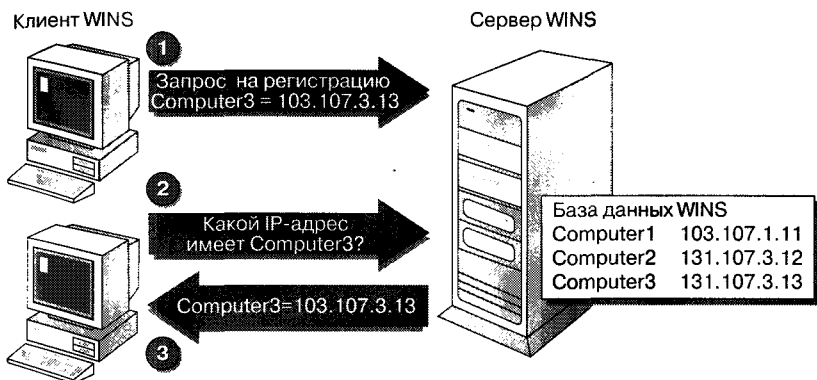 Клиент WINS
Сервер WINS
1
Запрос на регистрацию
Computer3 = 103.107.3.13
2
Какой IP-адрес
имеет Computer3?
Computer3=103.107.3.13
3
База данных WINS
Computer1 103.107.1.11
Computer2 131.107.3.12
Computer3 131.107.3.13